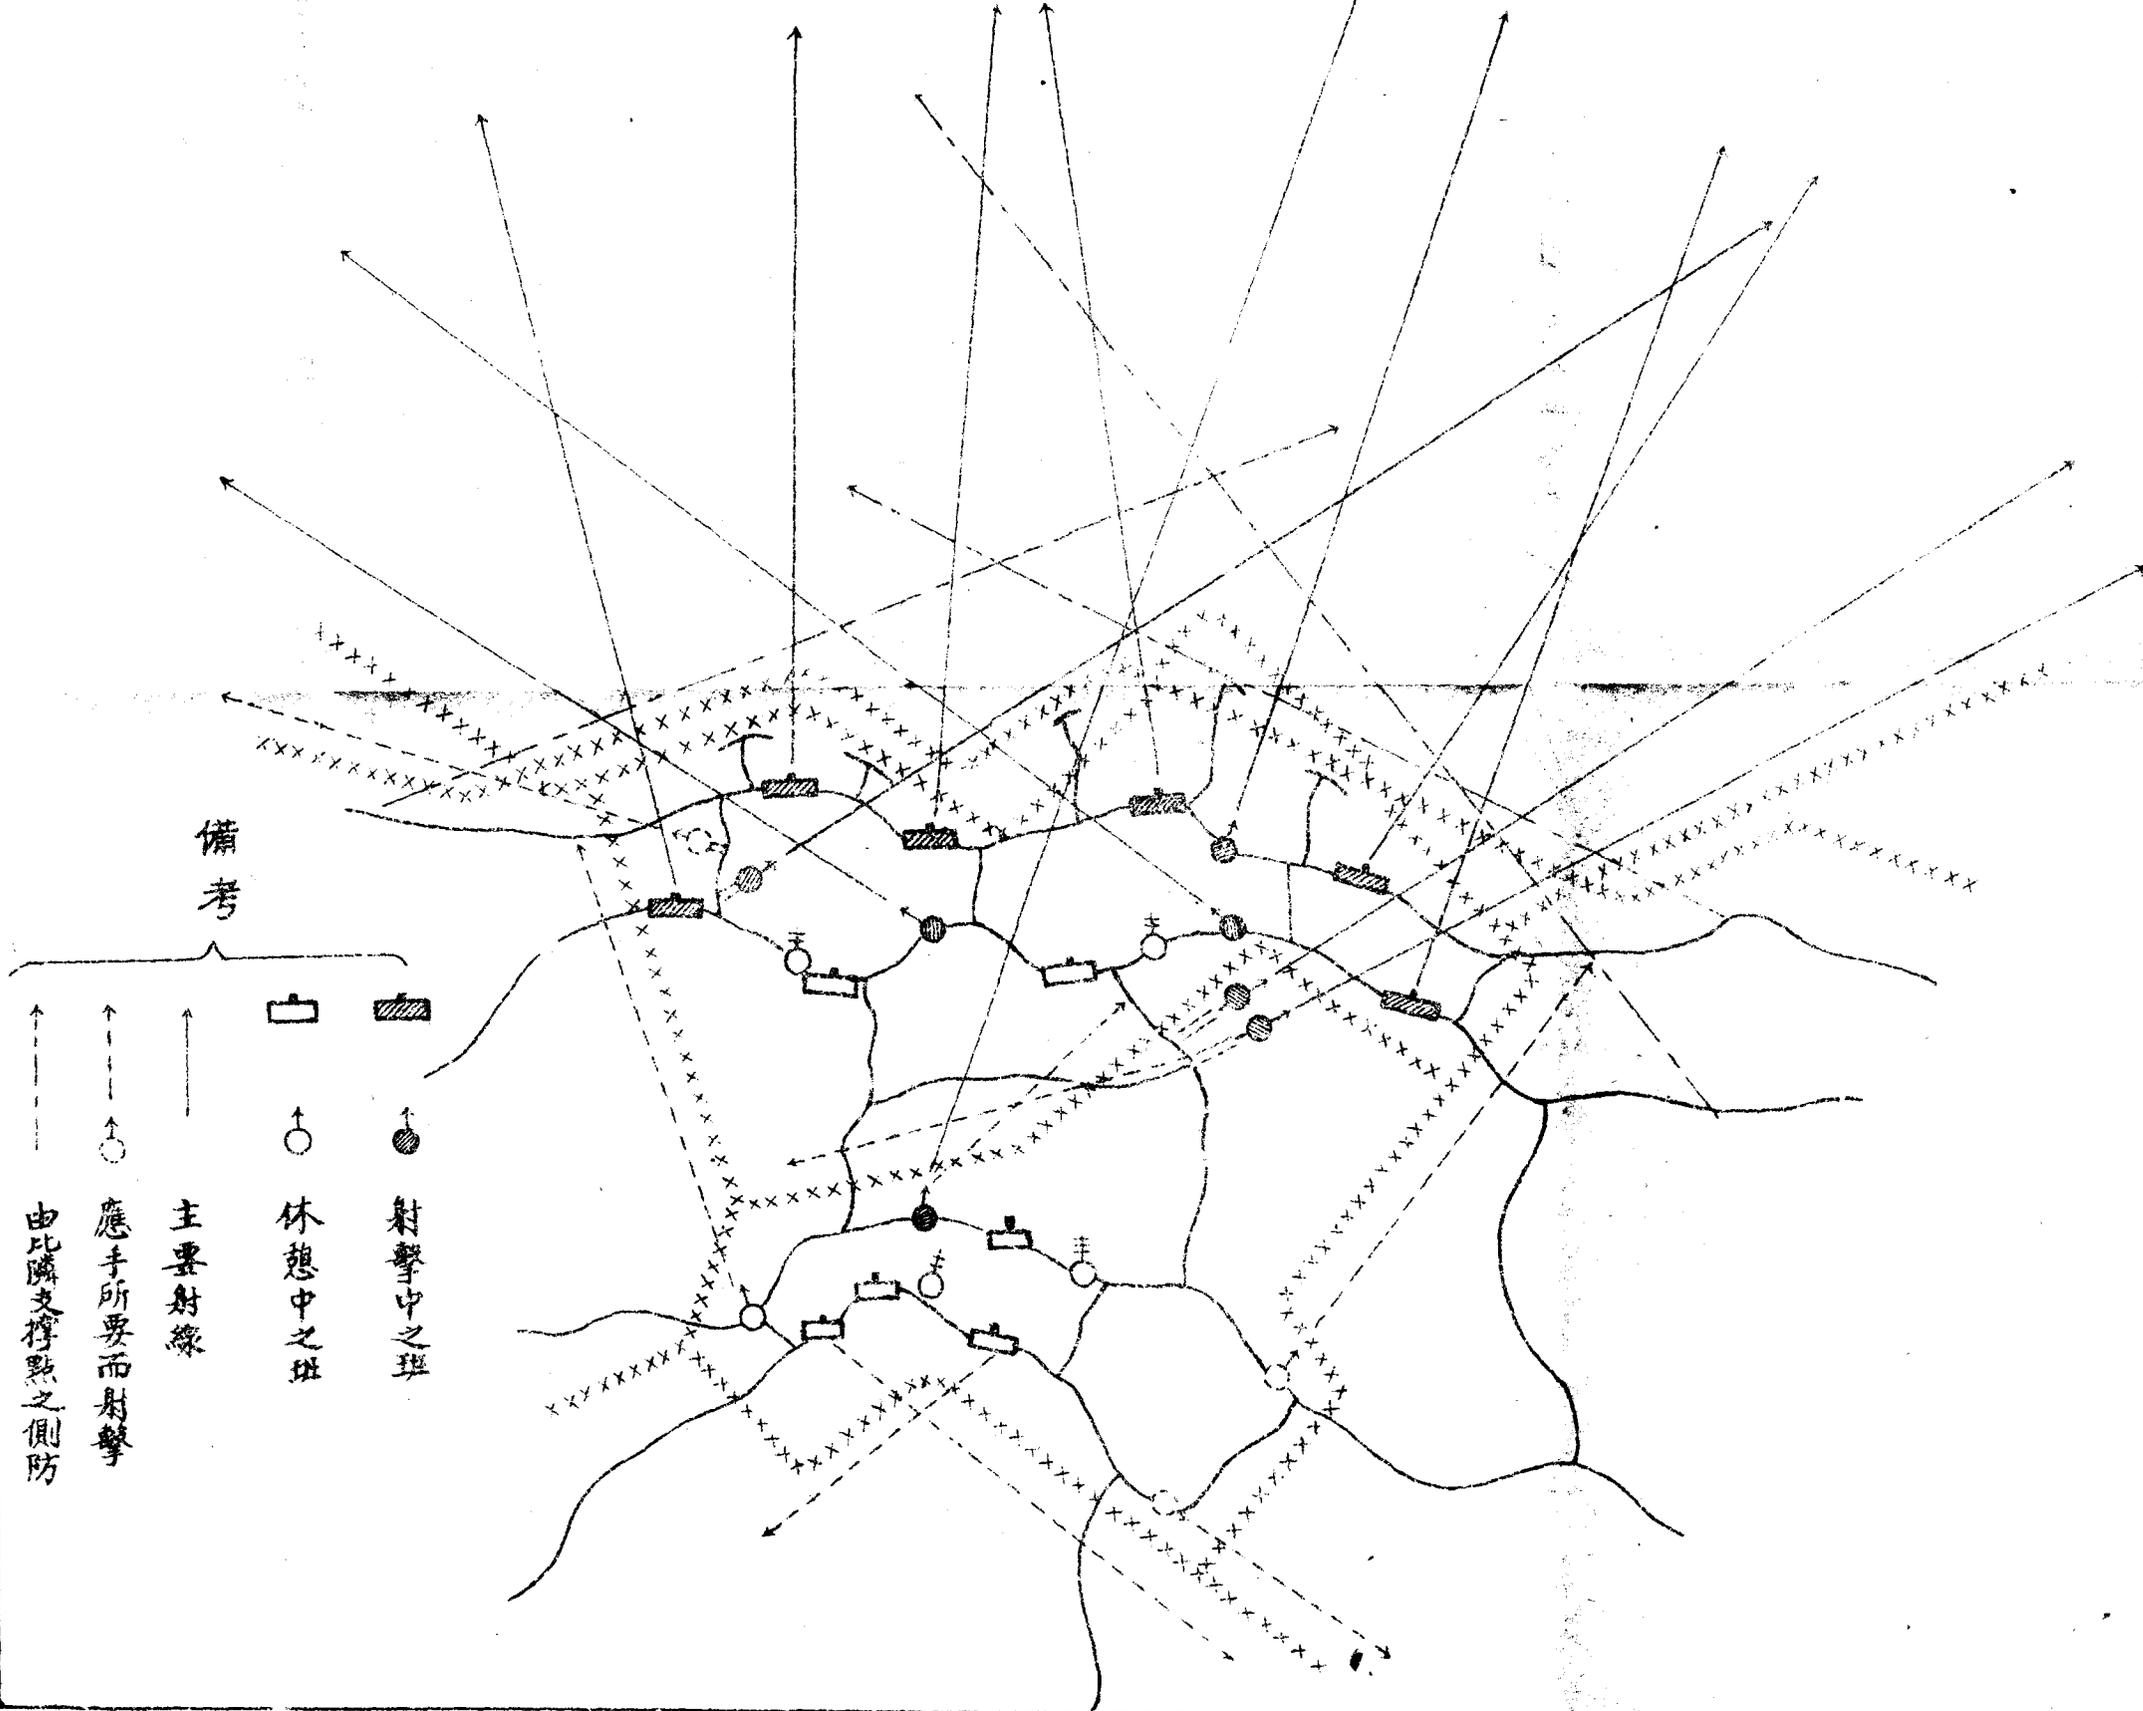 備考
射擊中之班
休憩中之班
主要射線
應手所要而射擊
由比隣支撐點之側防